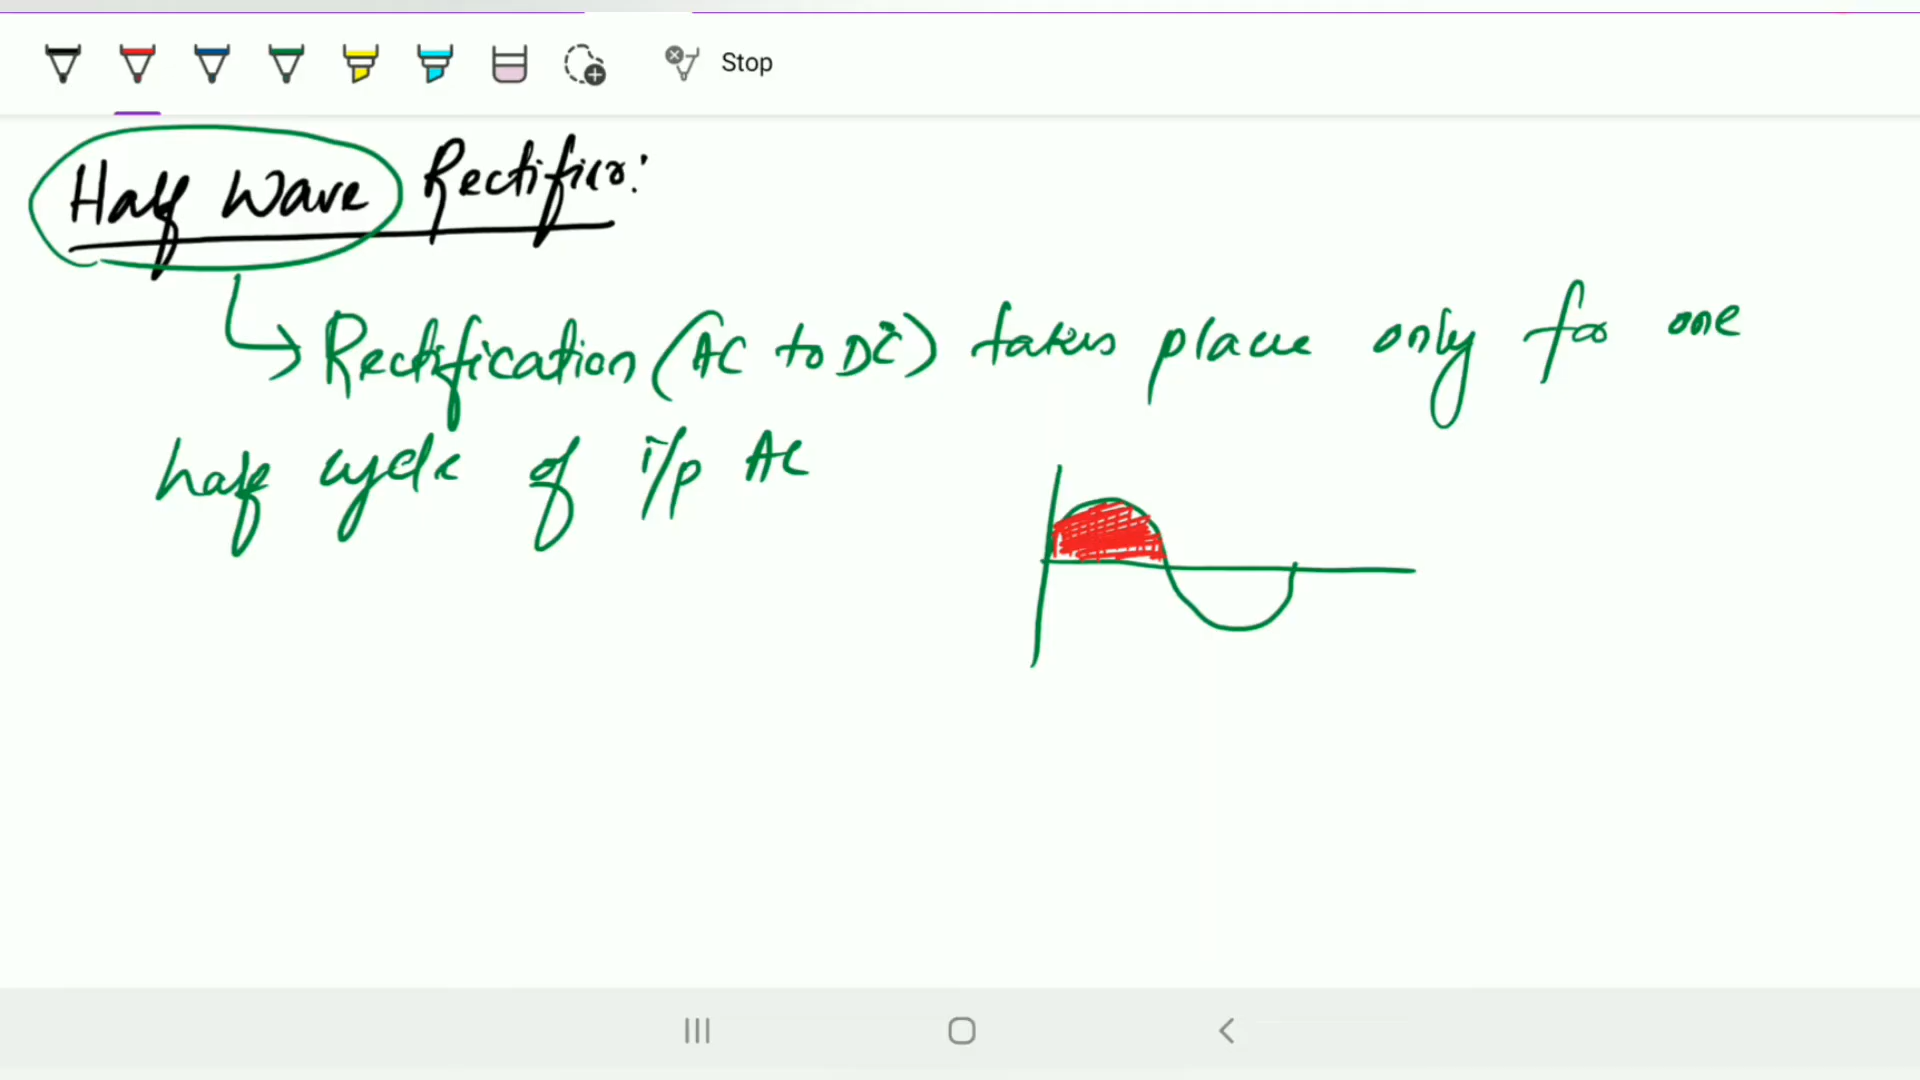 Stop
Half Wave Rectifier:
Rectification (AC to DC) takes place only for one
half cycle of i/p AC